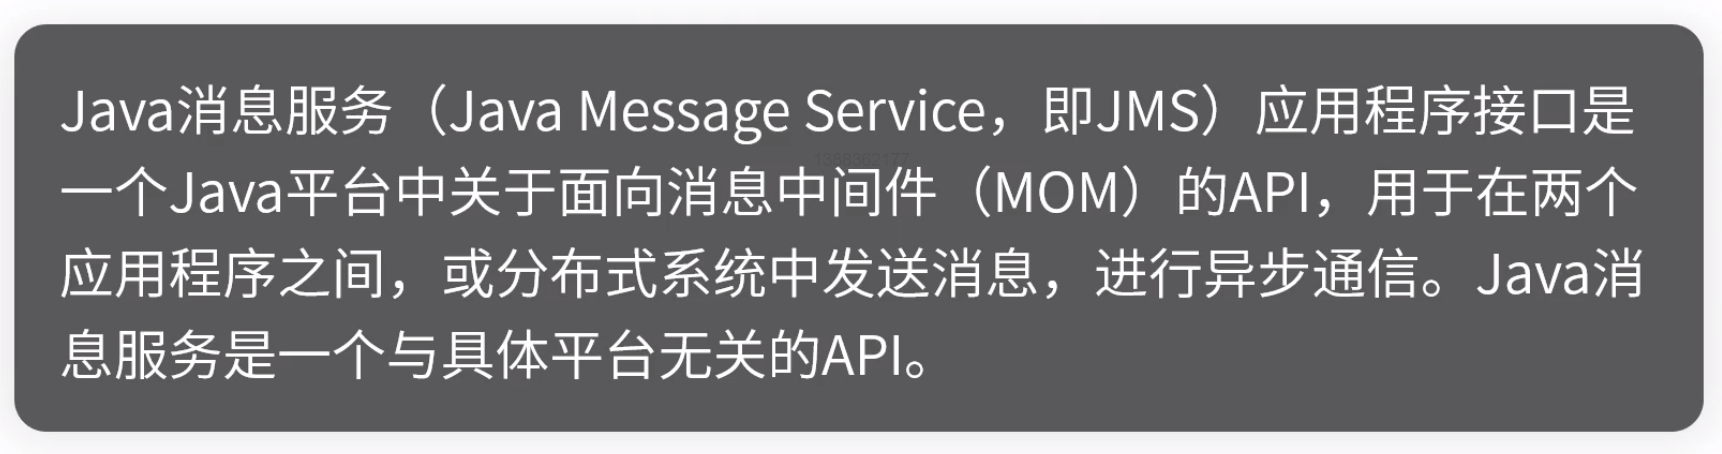 Java消息服务（Java Message Service，即JMS）应用程序接口是
1388362177
一个Java平台中关于面向消息中间件（MOM）的API，用于在两个
应用程序之间，或分布式系统中发送消息，进行异步通信。Java消
息服务是一个与具体平台无关的API。